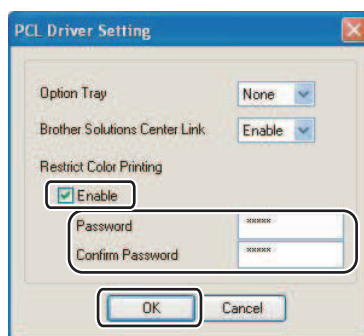 PCL Driver Setting
Option Tray None
Brother Solutions Center Link Enable
Restrict Color Printing
Enable
Password *****
Confirm Password *****
OK Cancel